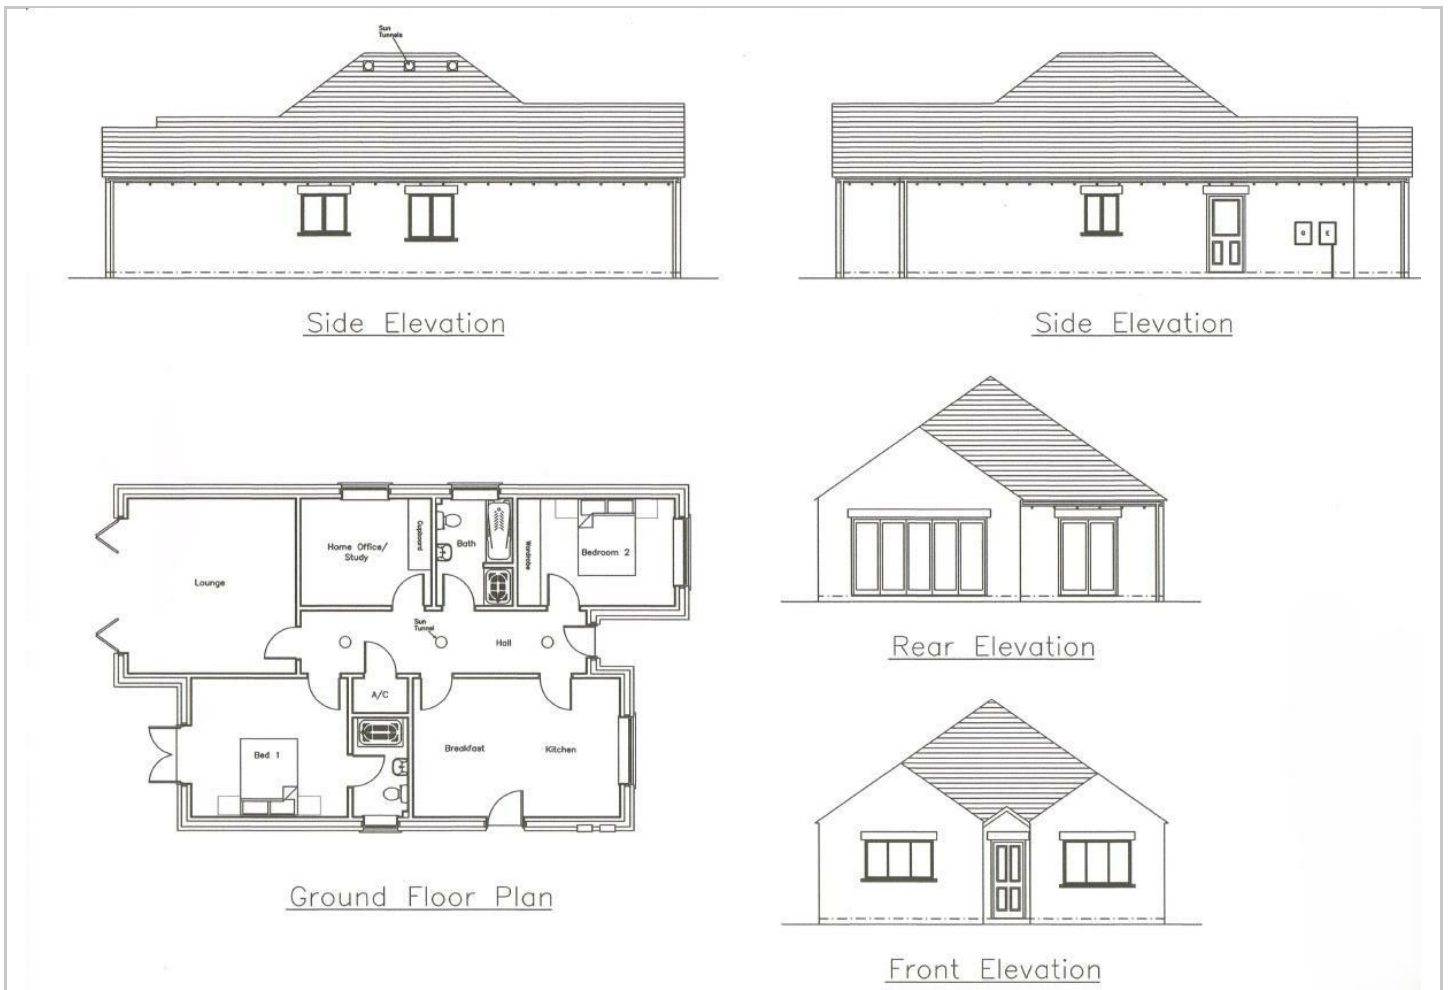 Sun
Tunnels
Side Elevation
G E
Side Elevation
Rear Elevation
Home Office/
Study
Cupboard
Bath
Wardrobe
Bedroom 2
Lounge
Sun
Tunnel
Hall
A/C
Bed 1
Breakfast
Kitchen
Ground Floor Plan
Front Elevation